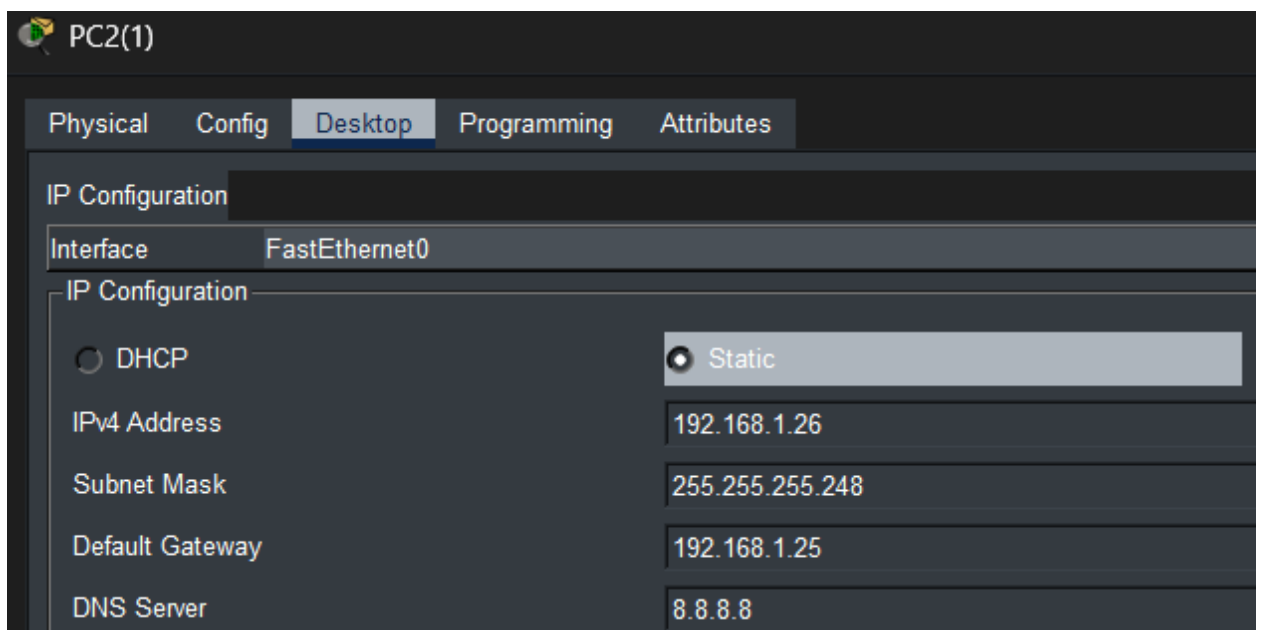 PC2(1)
Physical Config Desktop Programming Attributes
IP Configuration
Interface FastEthernet0
IP Configuration
DHCP Static
IPv4 Address 192.168.1.26
Subnet Mask 255.255.255.248
Default Gateway 192.168.1.25
DNS Server 8.8.8.8